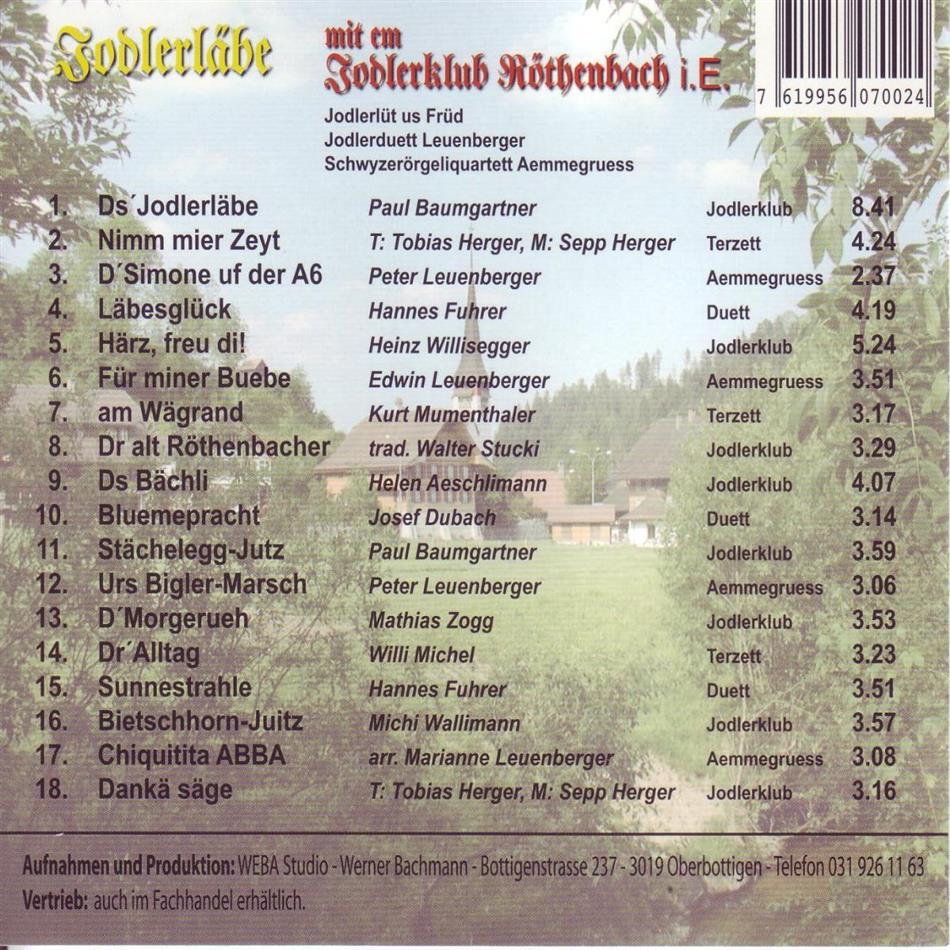 Jodlerläbe
mit em
Jodlerklub Röthenbach i.E.
7 619956 070024
Jodlerlüt us Früd
Jodlerduett Leuenberger
Schwyzerörgeliquartett Aemmegruess
1. Ds´Jodlerläbe Paul Baumgartner Jodlerklub 8.41
2. Nimm mier Zeyt T: Tobias Herger, M: Sepp Herger Terzett 4.24
3. D´Simone uf der A6 Peter Leuenberger Aemmegruess 2.37
4. Läbesglück Hannes Fuhrer Duett 4.19
5. Härz, freu di! Heinz Willisegger Jodlerklub 5.24
6. Für miner Buebe Edwin Leuenberger Aemmegruess 3.51
7. am Wägrand Kurt Mumenthaler Terzett 3.17
8. Dr alt Röthenbacher trad. Walter Stucki Jodlerklub 3.29
9. Ds Bächli Helen Aeschlimann Jodlerklub 4.07
10. Bluemepracht Josef Dubach Duett 3.14
11. Stächelegg-Jutz Paul Baumgartner Jodlerklub 3.59
12. Urs Bigler-Marsch Peter Leuenberger Aemmegruess 3.06
13. D´Morgerueh Mathias Zogg Jodlerklub 3.53
14. Dr´Alltag Willi Michel Terzett 3.23
15. Sunnestrahle Hannes Fuhrer Duett 3.51
16. Bietschhorn-Juitz Michi Wallimann Jodlerklub 3.57
17. Chiquitita ABBA arr. Marianne Leuenberger Aemmegruess 3.08
18. Dankä säge T: Tobias Herger, M: Sepp Herger Jodlerklub 3.16
Aufnahmen und Produktion: WEBA Studio - Werner Bachmann - Bottigenstrasse 237 - 3019 Oberbottigen - Telefon 031 926 11 63
Vertrieb: auch im Fachhandel erhältlich.